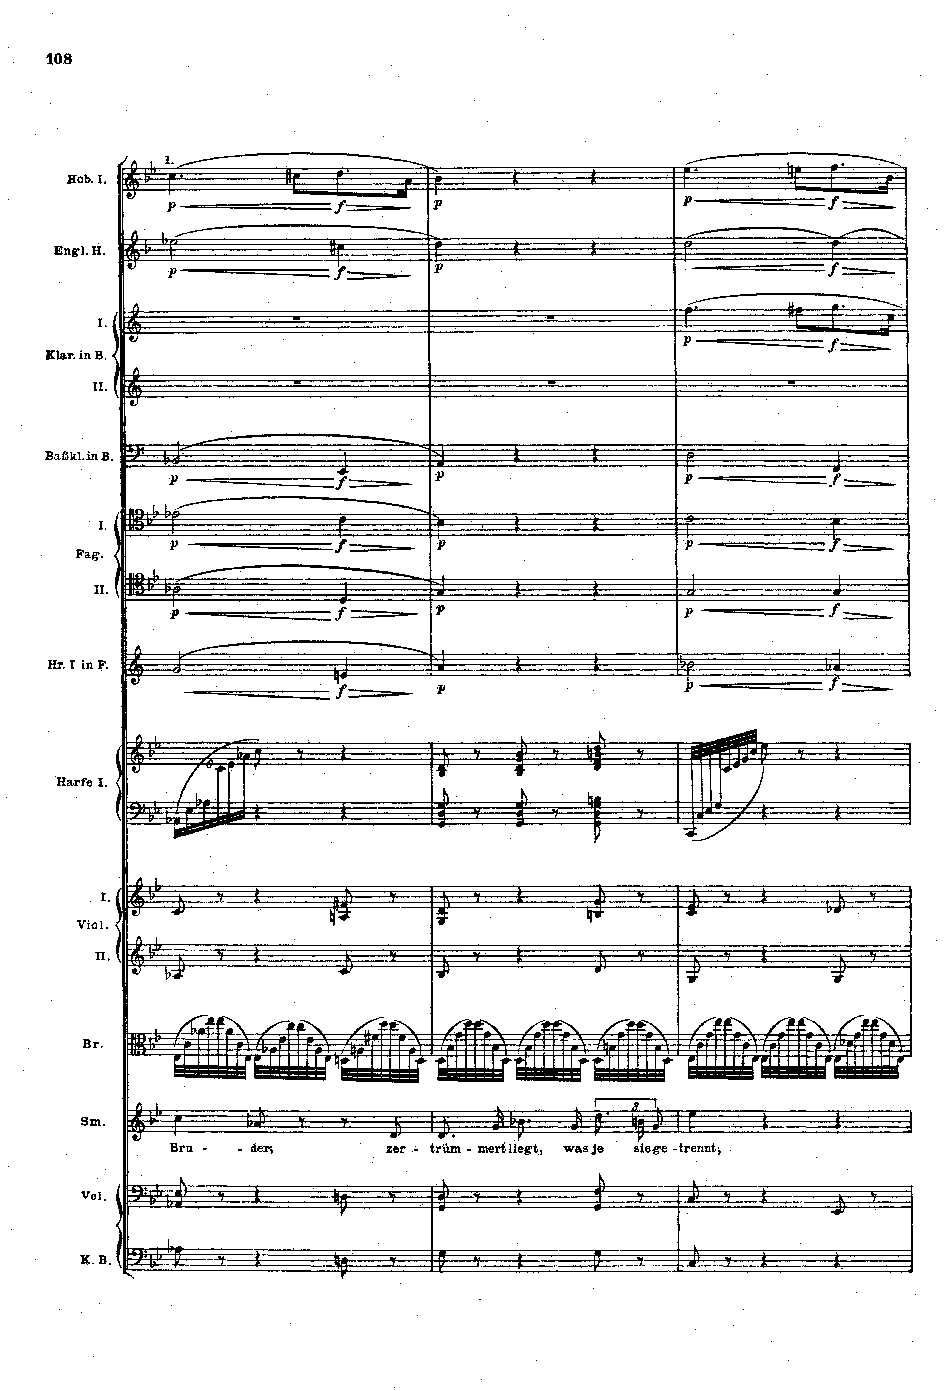 108
1.
Hob. I.
p f p p f
Engl. H.
p f p f
I.
p f
Klar. in B.
II.
Baßkl. in B.
p f p p f
I.
p f p p f
Fag.
II.
p f p p f
Hr. I in F.
f p p f
Harfe I.
I.
Viol.
II.
Br.
Sm.
3
Bru - - der, zer - trüm - mert liegt, was je sie ge - trennt;
Vcl.
K. B.